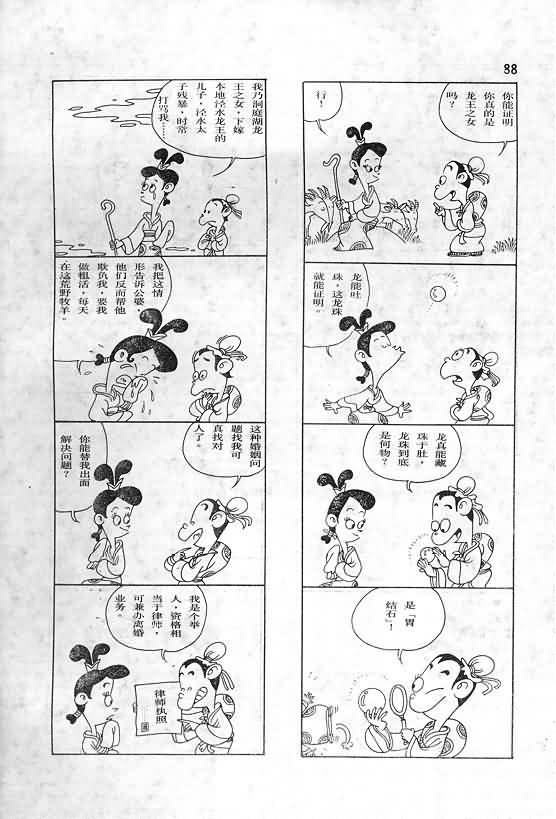 88
你能证明
你真的是
龙王之女
吗？
行！
龙能吐
珠，这龙珠
就能证明。
龙真能藏
珠于肚，
龙珠到底
是何物？
是「胃
结石」！
我乃洞庭湖龙
王之女，下嫁
本地泾水龙王的
儿子，泾水太
子残暴，时常
打骂我……
我把这情
形告诉公婆，
他们反而帮他
欺负我，要我
做粗活，每天
在这荒野牧羊。
这种婚姻问
题找我可
真找对
人了。
你能替我出面
解决问题？
我是个举
人，资格相
当于律师，
可兼办离婚
业务。
律师执照